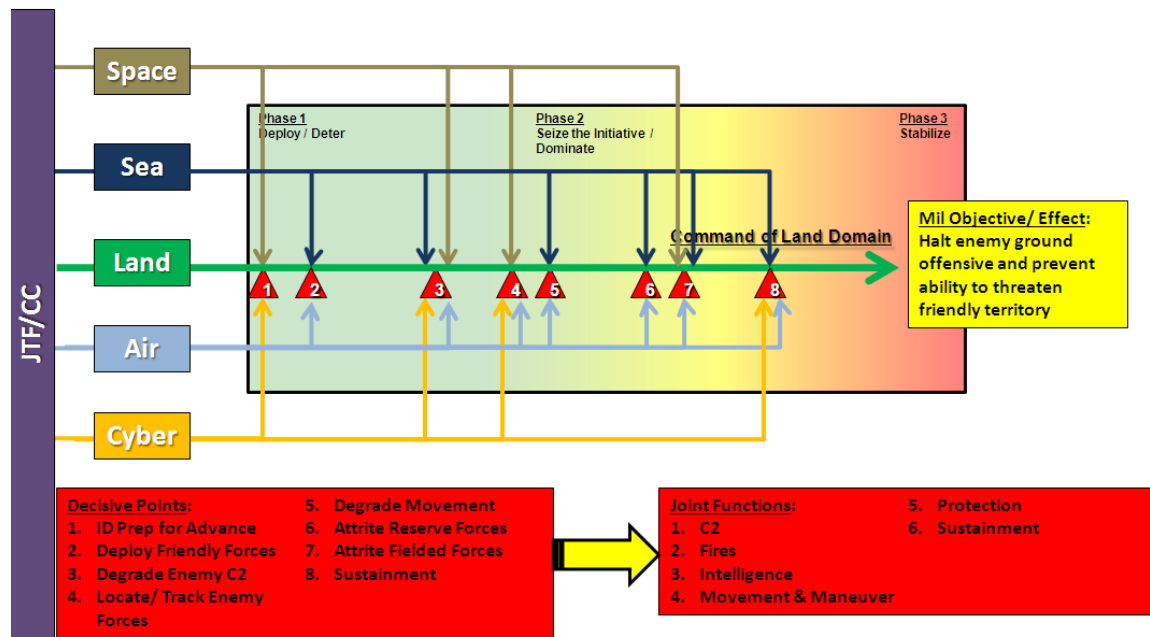 JTF/CC
Space
Sea
Land
Air
Cyber
Phase 1
Deploy / Deter
Phase 2
Seize the Initiative /
Dominate
Phase 3
Stabilize
Command of Land Domain
1
2
3
4
5
6
7
8
Mil Objective/ Effect:
Halt enemy ground
offensive and prevent
ability to threaten
friendly territory
Decisive Points:
1. ID Prep for Advance
2. Deploy Friendly Forces
3. Degrade Enemy C2
4. Locate/ Track Enemy
Forces
5. Degrade Movement
6. Attrite Reserve Forces
7. Attrite Fielded Forces
8. Sustainment
Joint Functions:
1. C2
2. Fires
3. Intelligence
4. Movement & Maneuver
5. Protection
6. Sustainment